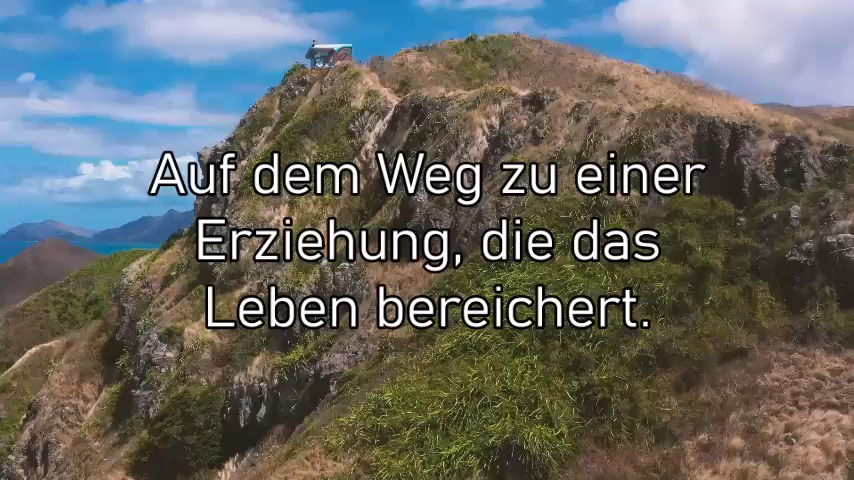 Auf dem Weg zu einer
Erziehung, die das
Leben bereichert.